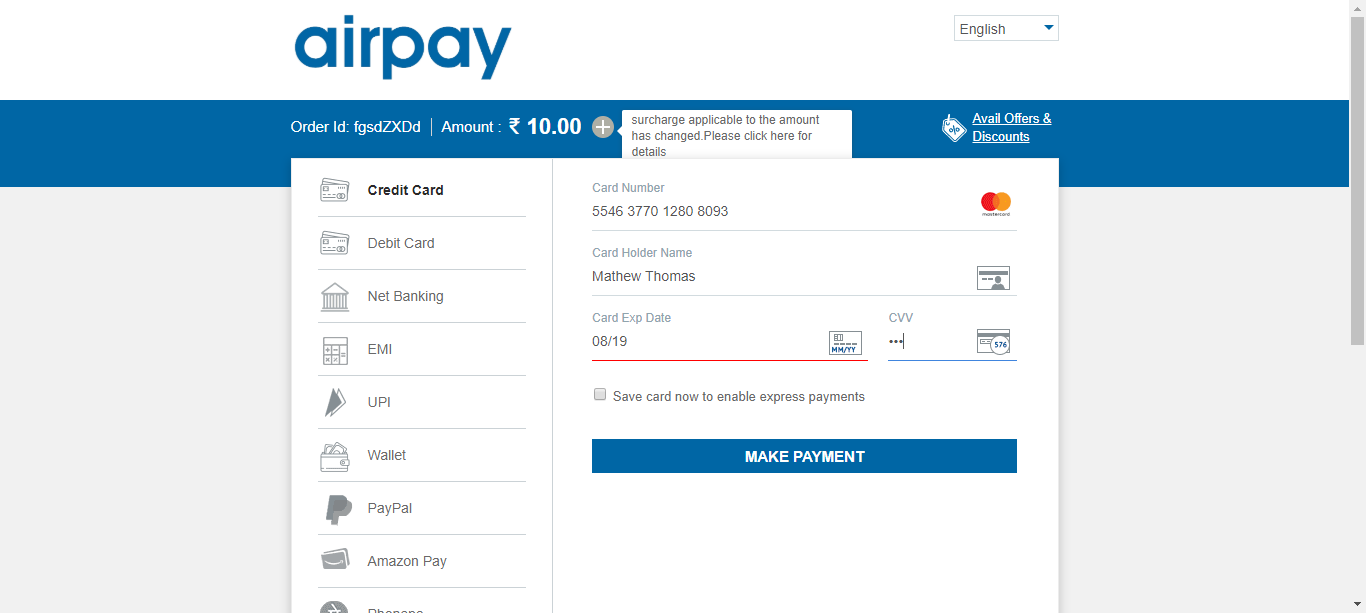 airpay
English
Order Id: fgsdZXDd
Amount : ₹ 10.00
surcharge applicable to the amount
has changed.Please click here for
details
%
Avail Offers &
Discounts
Credit Card
Debit Card
Net Banking
EMI
UPI
Wallet
PayPal
Amazon Pay
Card Number
5546 3770 1280 8093
mastercard
Card Holder Name
Mathew Thomas
Card Exp Date
08/19
MM/YY
CVV
•••
576
Save card now to enable express payments
MAKE PAYMENT